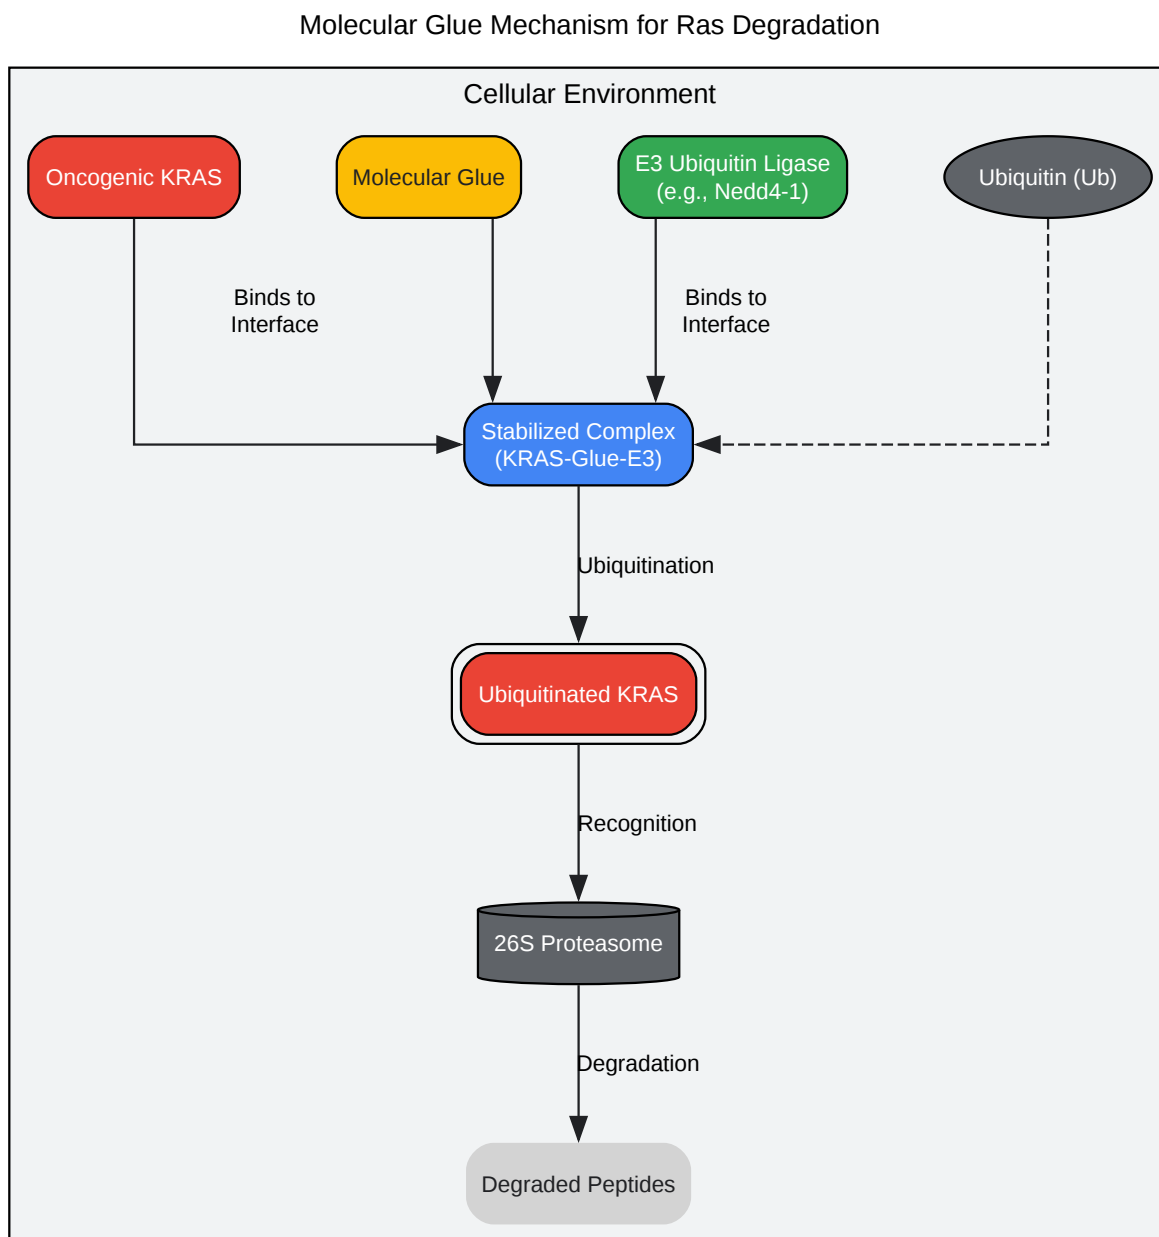 Molecular Glue Mechanism for Ras Degradation
Cellular Environment
Oncogenic KRAS
Molecular Glue
E3 Ubiquitin Ligase
(e.g., Nedd4-1)
Ubiquitin (Ub)
Binds to
Interface
Binds to
Interface
Stabilized Complex
(KRAS-Glue-E3)
Ubiquitination
Ubiquitinated KRAS
Recognition
26S Proteasome
Degradation
Degraded Peptides